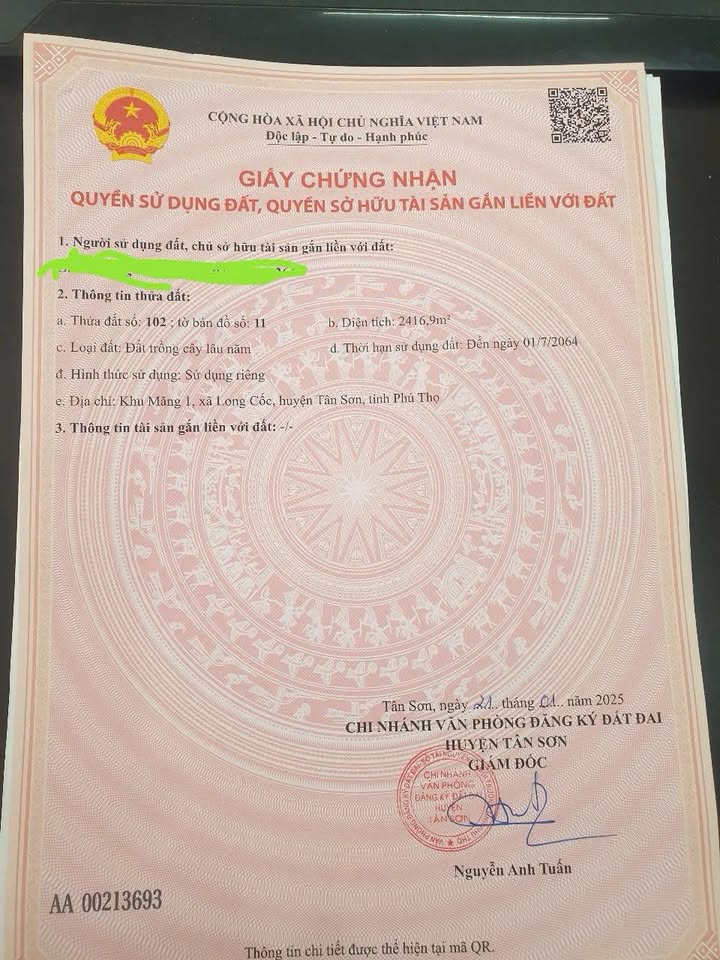 CỘNG HÒA XÃ HỘI CHỦ NGHĨA VIỆT NAM
Độc lập - Tự do - Hạnh phúc
GIẤY CHỨNG NHẬN
QUYỀN SỬ DỤNG ĐẤT, QUYỀN SỞ HỮU TÀI SẢN GẮN LIỀN VỚI ĐẤT
1. Người sử dụng đất, chủ sở hữu tài sản gắn liền với đất:
2. Thông tin thửa đất:
a. Thửa đất số: 102 ; tờ bản đồ số: 11 b. Diện tích: 2416,9m²
c. Loại đất: Đất trồng cây lâu năm d. Thời hạn sử dụng đất: Đến ngày 01/7/2064
đ. Hình thức sử dụng: Sử dụng riêng
e. Địa chỉ: Khu Măng 1, xã Long Cốc, huyện Tân Sơn, tỉnh Phú Thọ
3. Thông tin tài sản gắn liền với đất: -/-
Tân Sơn, ngày 21.. tháng 01.. năm 2025
CHI NHÁNH VĂN PHÒNG ĐĂNG KÝ ĐẤT ĐAI
HUYỆN TÂN SƠN
GIÁM ĐỐC
CHI NHÁNH
VĂN PHÒNG
ĐĂNG KÝ ĐẤT
HUYỆN
TÂN SƠN
Nguyễn Anh Tuấn
AA 00213693
Thông tin chi tiết được thể hiện tại mã QR.